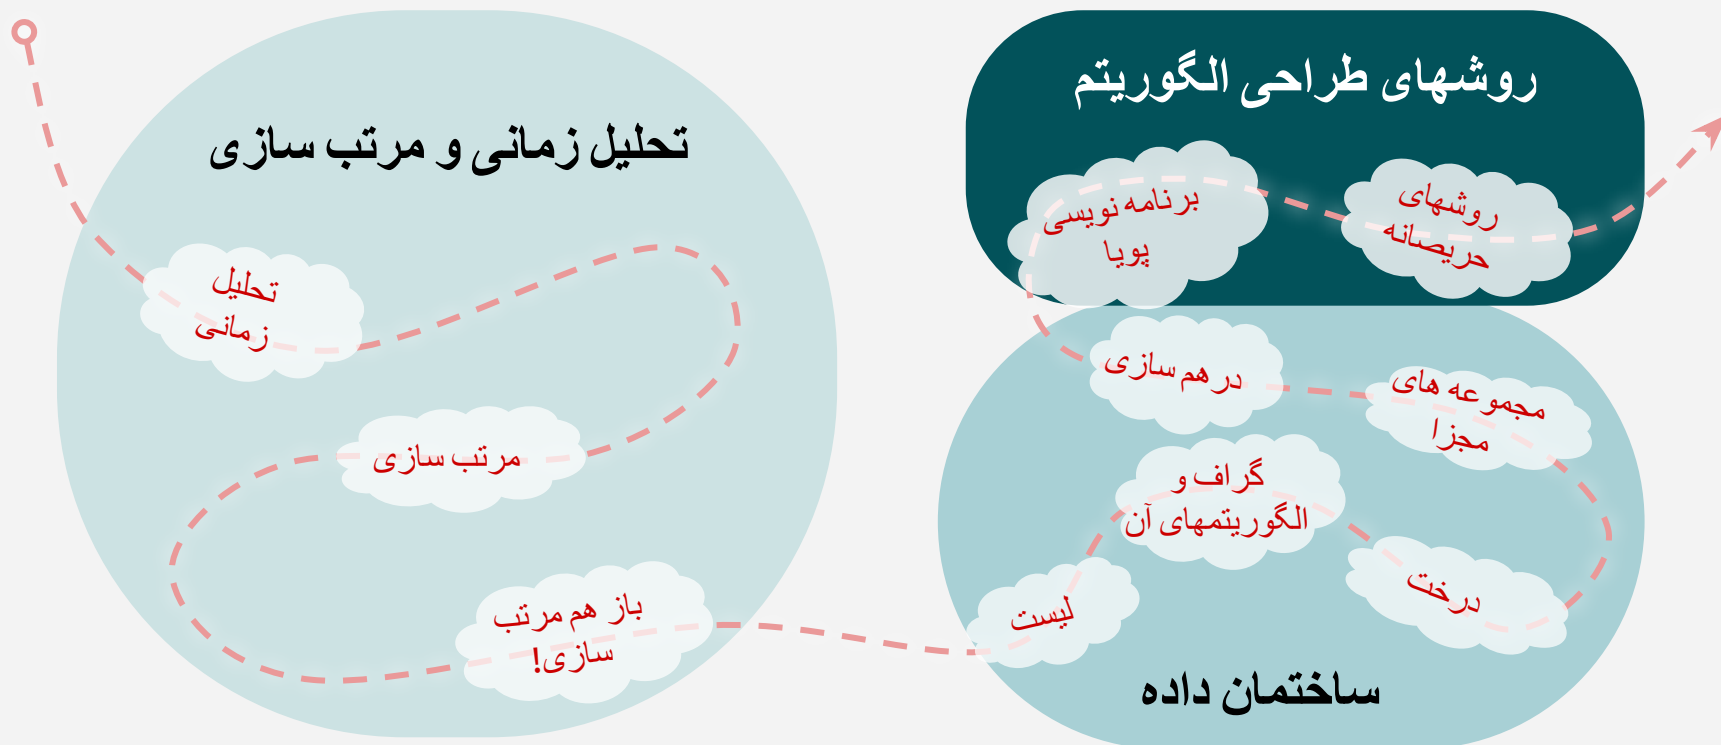 تحلیل زمانی و مرتب سازی
تحلیل
زمانی
مرتب سازی
باز هم مرتب
سازی!
روشهای طراحی الگوریتم
روشهای
حریصانه
برنامه نویسی
پویا
درهم سازی
مجموعه های
مجزا
گراف و
الگوریتمهای آن
درخت
لیست
ساختمان داده